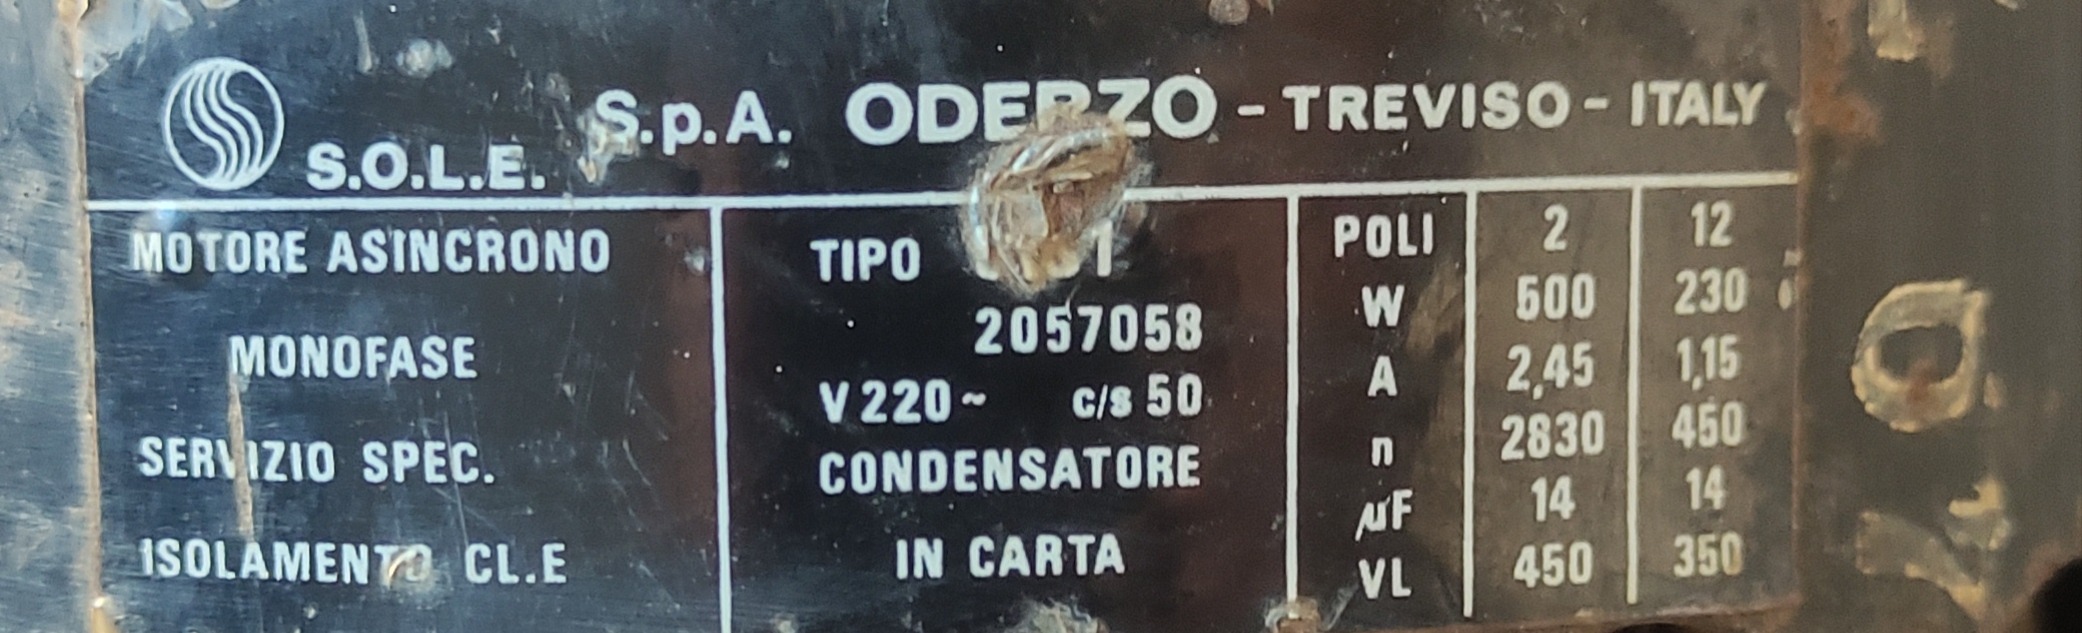 S.O.L.E. S.p.A. ODERZO - TREVISO - ITALY
MOTORE ASINCRONO
MONOFASE
SERVIZIO SPEC.
ISOLAMENTO CL.E
TIPO
2057058
V 220 ~ c/s 50
CONDENSATORE
IN CARTA
POLI 2 12
W 500 230
A 2,45 1,15
n 2830 450
µF 14 14
VL 450 350